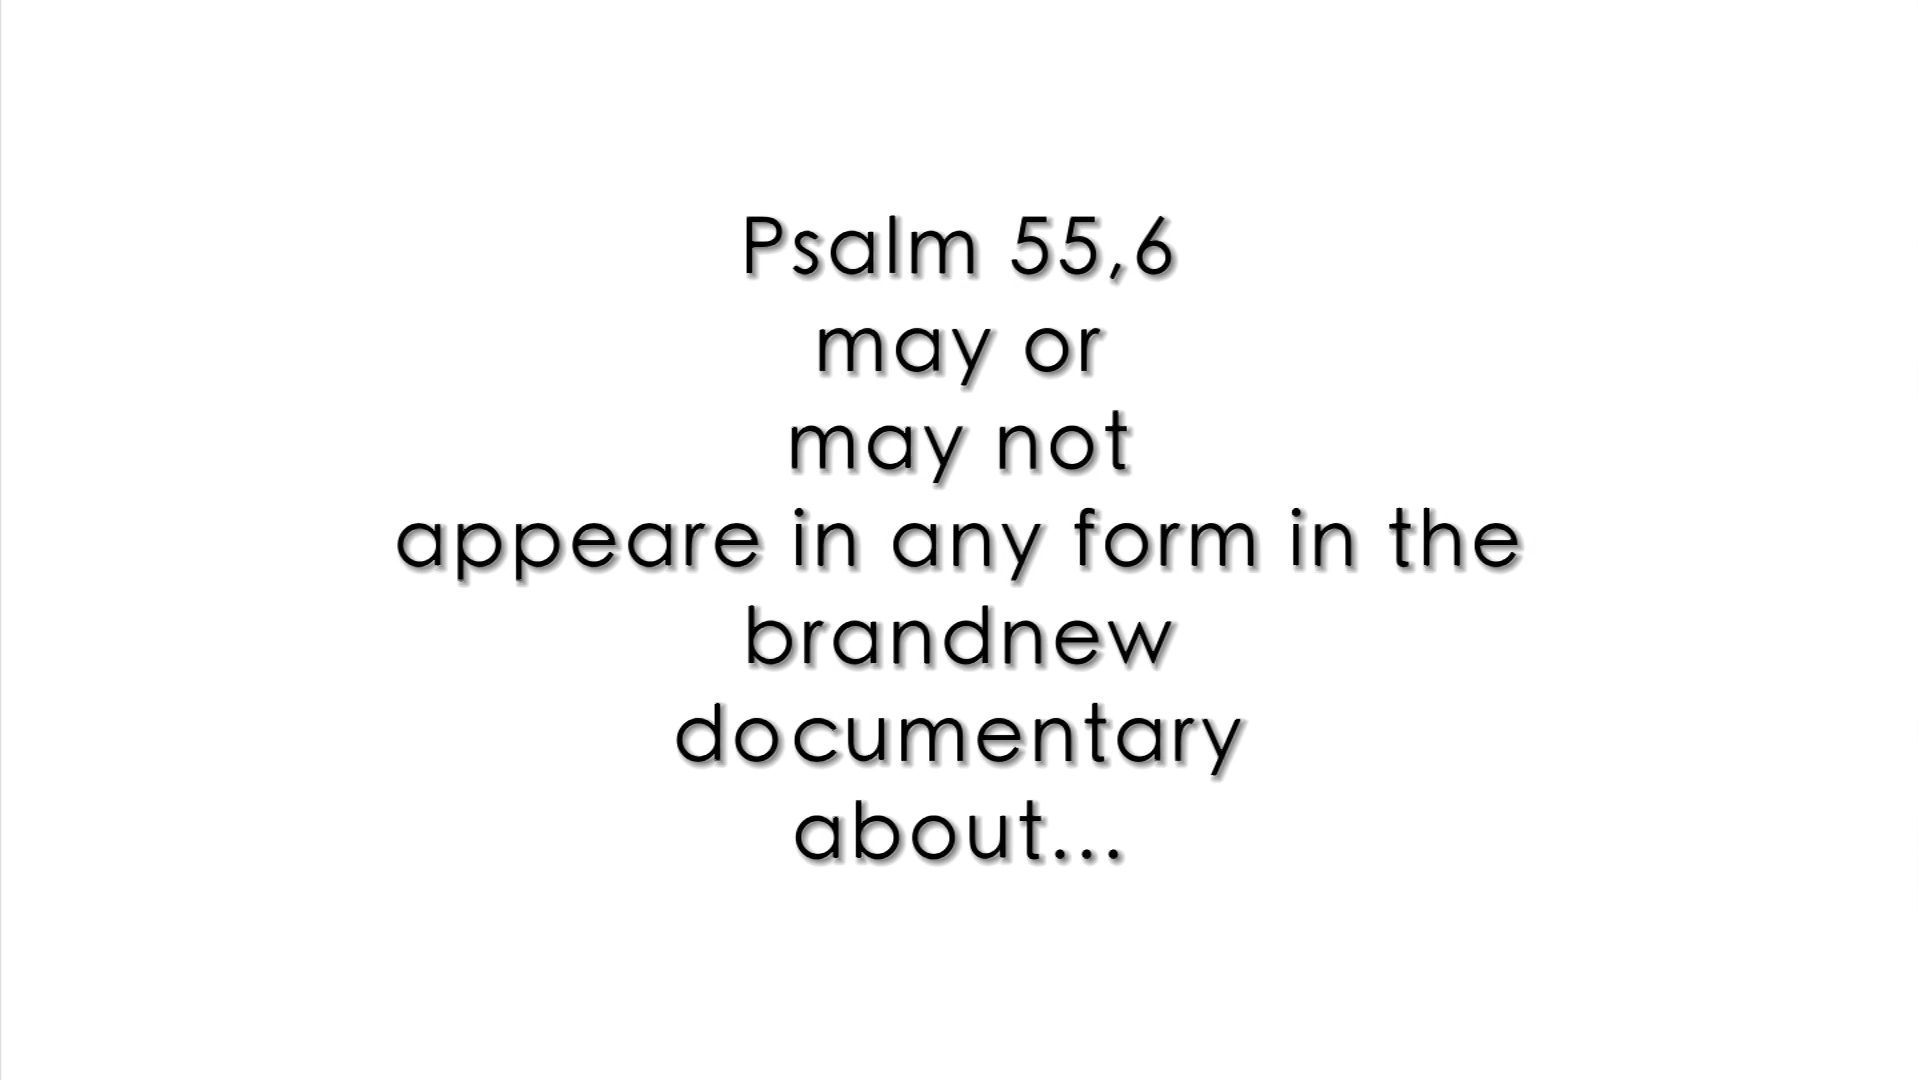 Psalm 55,6
may or
may not
appeare in any form in the
brandnew
documentary
about...